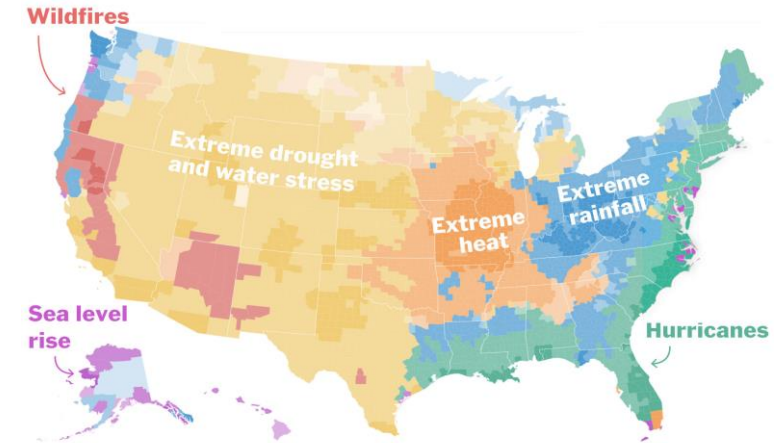 Wildfires
Extreme drought
and water stress
Extreme
heat
Extreme
rainfall
Sea level
rise
Hurricanes